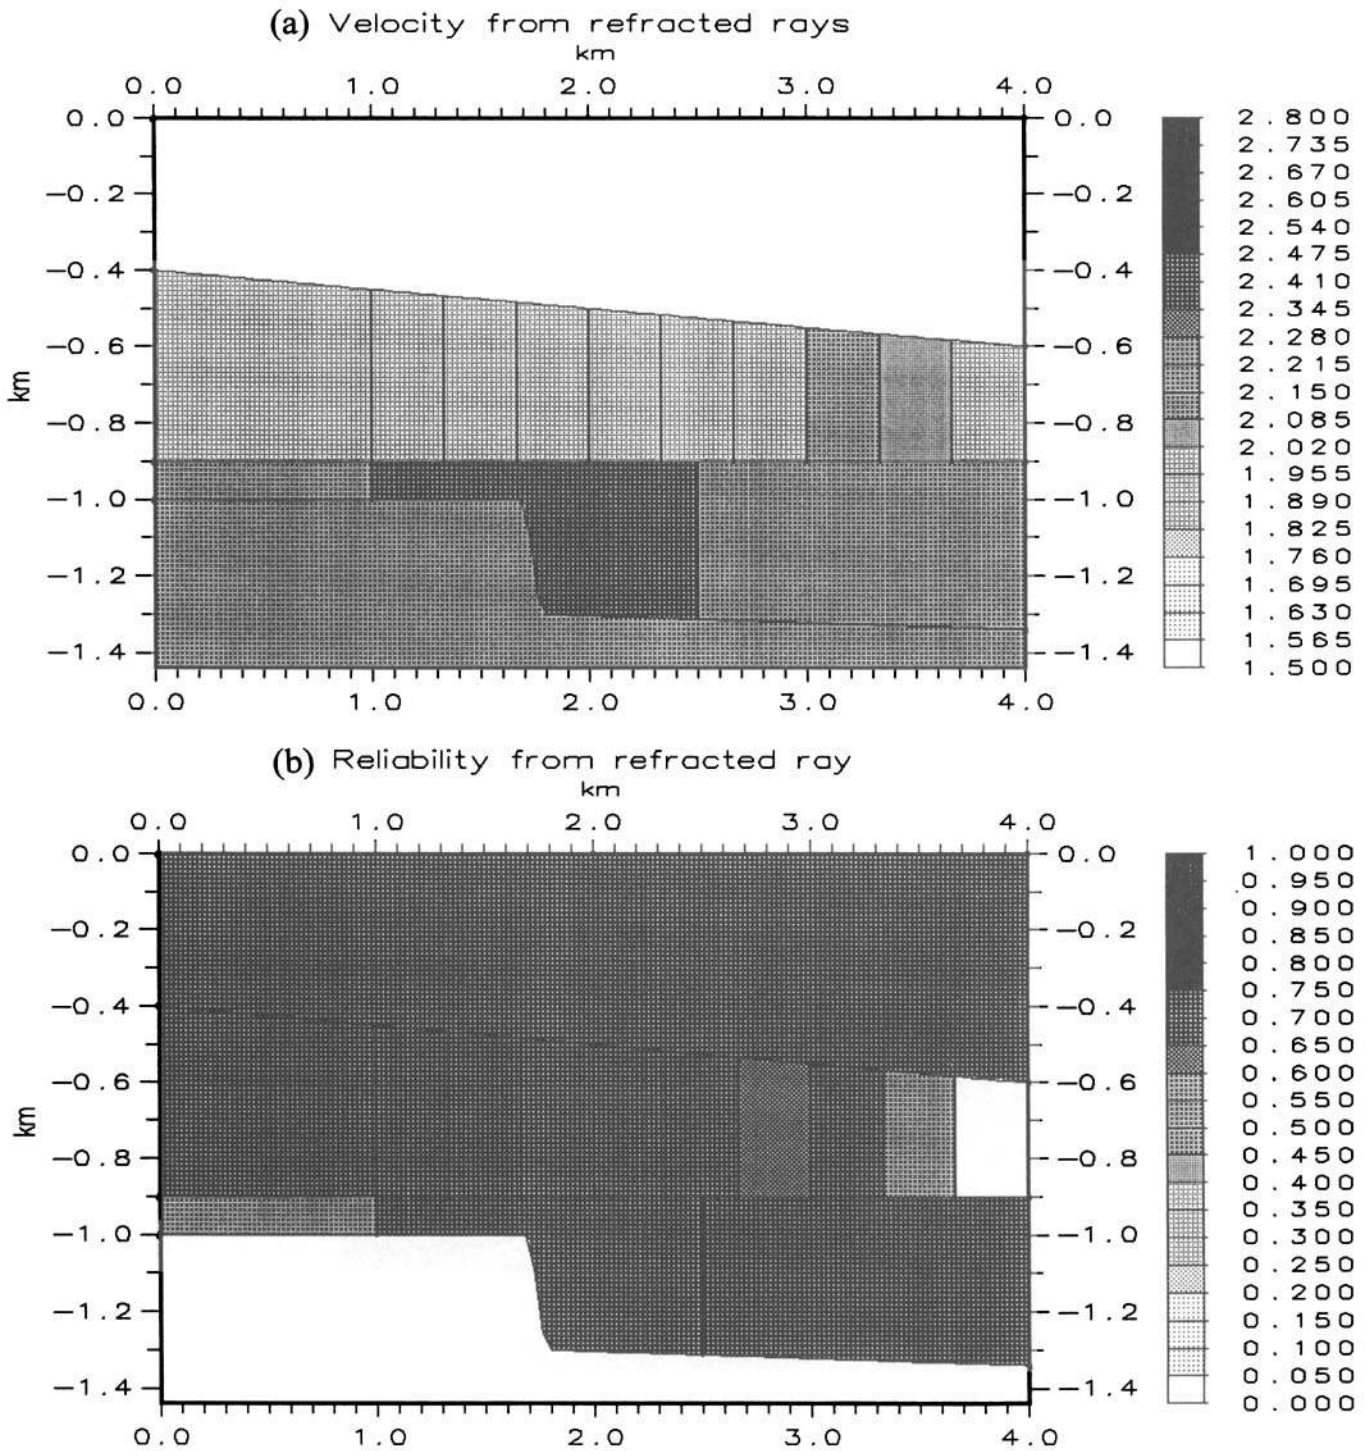 (a) Velocity from refracted rays
km
0.0 1.0 2.0 3.0 4.0
0.0 0.0 2.800
2.735
−0.2 −0.2 2.670
2.605
2.540
−0.4 −0.4 2.475
2.410
2.345
−0.6 −0.6 2.280
km
2.215
2.150
−0.8 −0.8 2.085
2.020
1.955
−1.0 −1.0 1.890
1.825
−1.2 −1.2 1.760
1.695
1.630
−1.4 −1.4 1.565
1.500
0.0 1.0 2.0 3.0 4.0
(b) Reliability from refracted ray
km
0.0 1.0 2.0 3.0 4.0
0.0 0.0 1.000
0.950
0.900
−0.2 −0.2 0.850
0.800
0.750
−0.4 −0.4 0.700
0.650
−0.6 −0.6 0.600
km
0.550
0.500
−0.8 −0.8 0.450
0.400
0.350
−1.0 −1.0 0.300
0.250
0.200
−1.2 −1.2 0.150
0.100
0.050
−1.4 −1.4 0.000
0.0 1.0 2.0 3.0 4.0